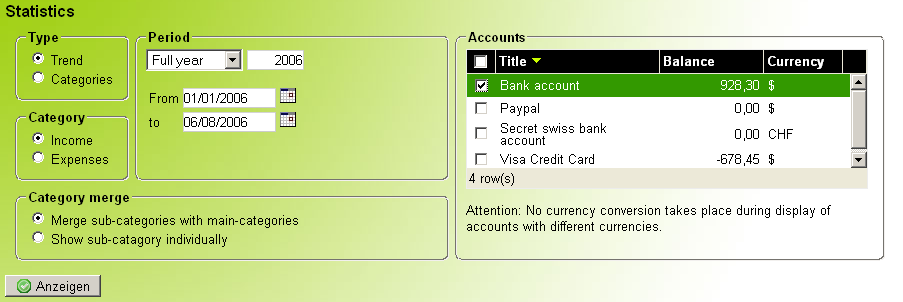 Statistics
Type
Trend
Categories
Category
Income
Expenses
Period
Full year 2006
From 01/01/2006
to 06/08/2006
Category merge
Merge sub-categories with main-categories
Show sub-catagory individually
Accounts
Title Balance Currency
Bank account 928,30 $
Paypal 0,00 $
Secret swiss bank
account 0,00 CHF
Visa Credit Card -678,45 $
4 row(s)
Attention: No currency conversion takes place during display of
accounts with different currencies.
Anzeigen